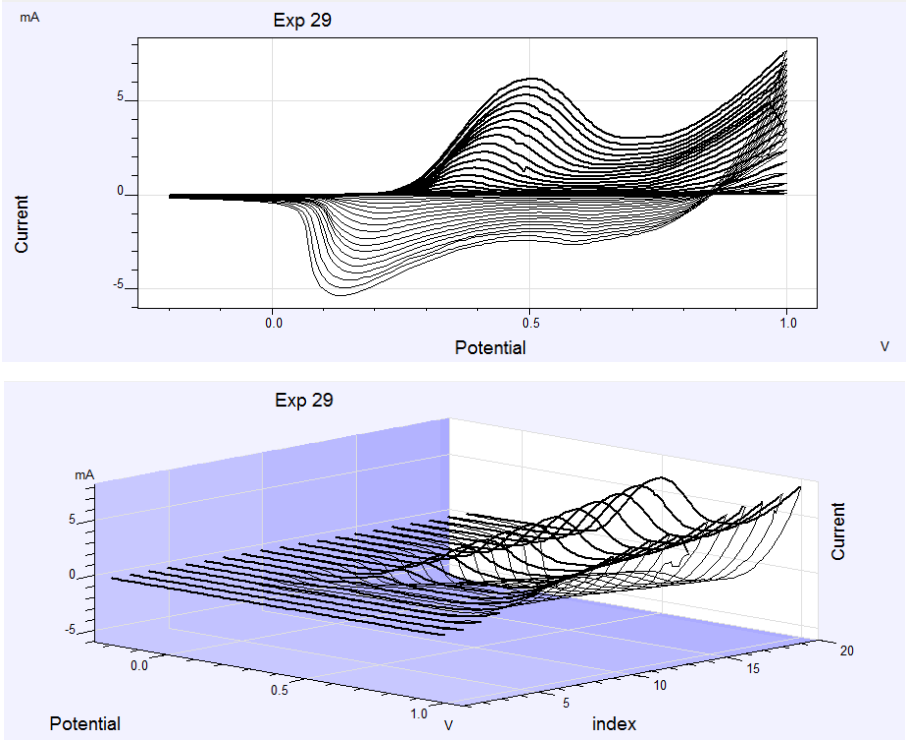 mA
Exp 29
5
0
-5
Current
0.0
0.5
1.0
Potential
V
Exp 29
mA
5
0
-5
Current
0.0
0.5
1.0
5
10
15
20
Potential
V
index